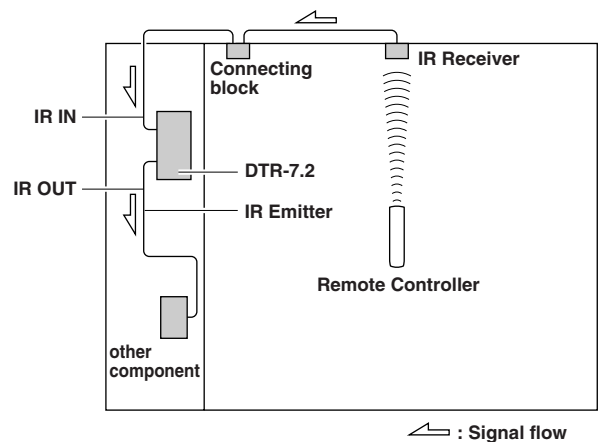 Connecting
block
IR Receiver
IR IN
DTR-7.2
IR OUT
IR Emitter
Remote Controller
other
component
: Signal flow